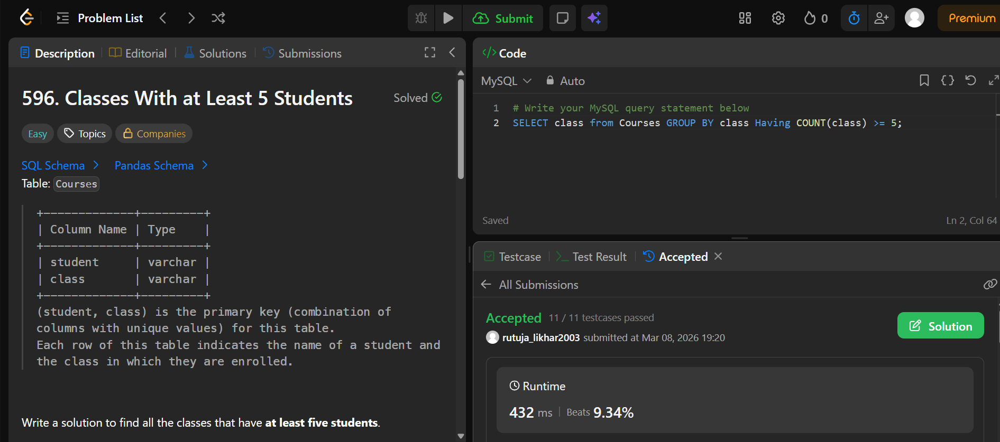 Problem List
Submit
0
Premium
Description
Editorial
Solutions
Submissions
596. Classes With at Least 5 Students
Solved
Easy
Topics
Companies
SQL Schema
Pandas Schema
Table: Courses
+-------------+---------+
| Column Name | Type    |
+-------------+---------+
| student     | varchar |
| class       | varchar |
+-------------+---------+
(student, class) is the primary key (combination of
columns with unique values) for this table.
Each row of this table indicates the name of a student and
the class in which they are enrolled.
Write a solution to find all the classes that have at least five students.
</> Code
MySQL
Auto
1 # Write your MySQL query statement below
2 SELECT class from Courses GROUP BY class Having COUNT(class) >= 5;
Saved
Ln 2, Col 64
Testcase
Test Result
Accepted
All Submissions
Accepted 11 / 11 testcases passed
rutuja_likhar2003 submitted at Mar 08, 2026 19:20
Solution
Runtime
432 ms | Beats 9.34%